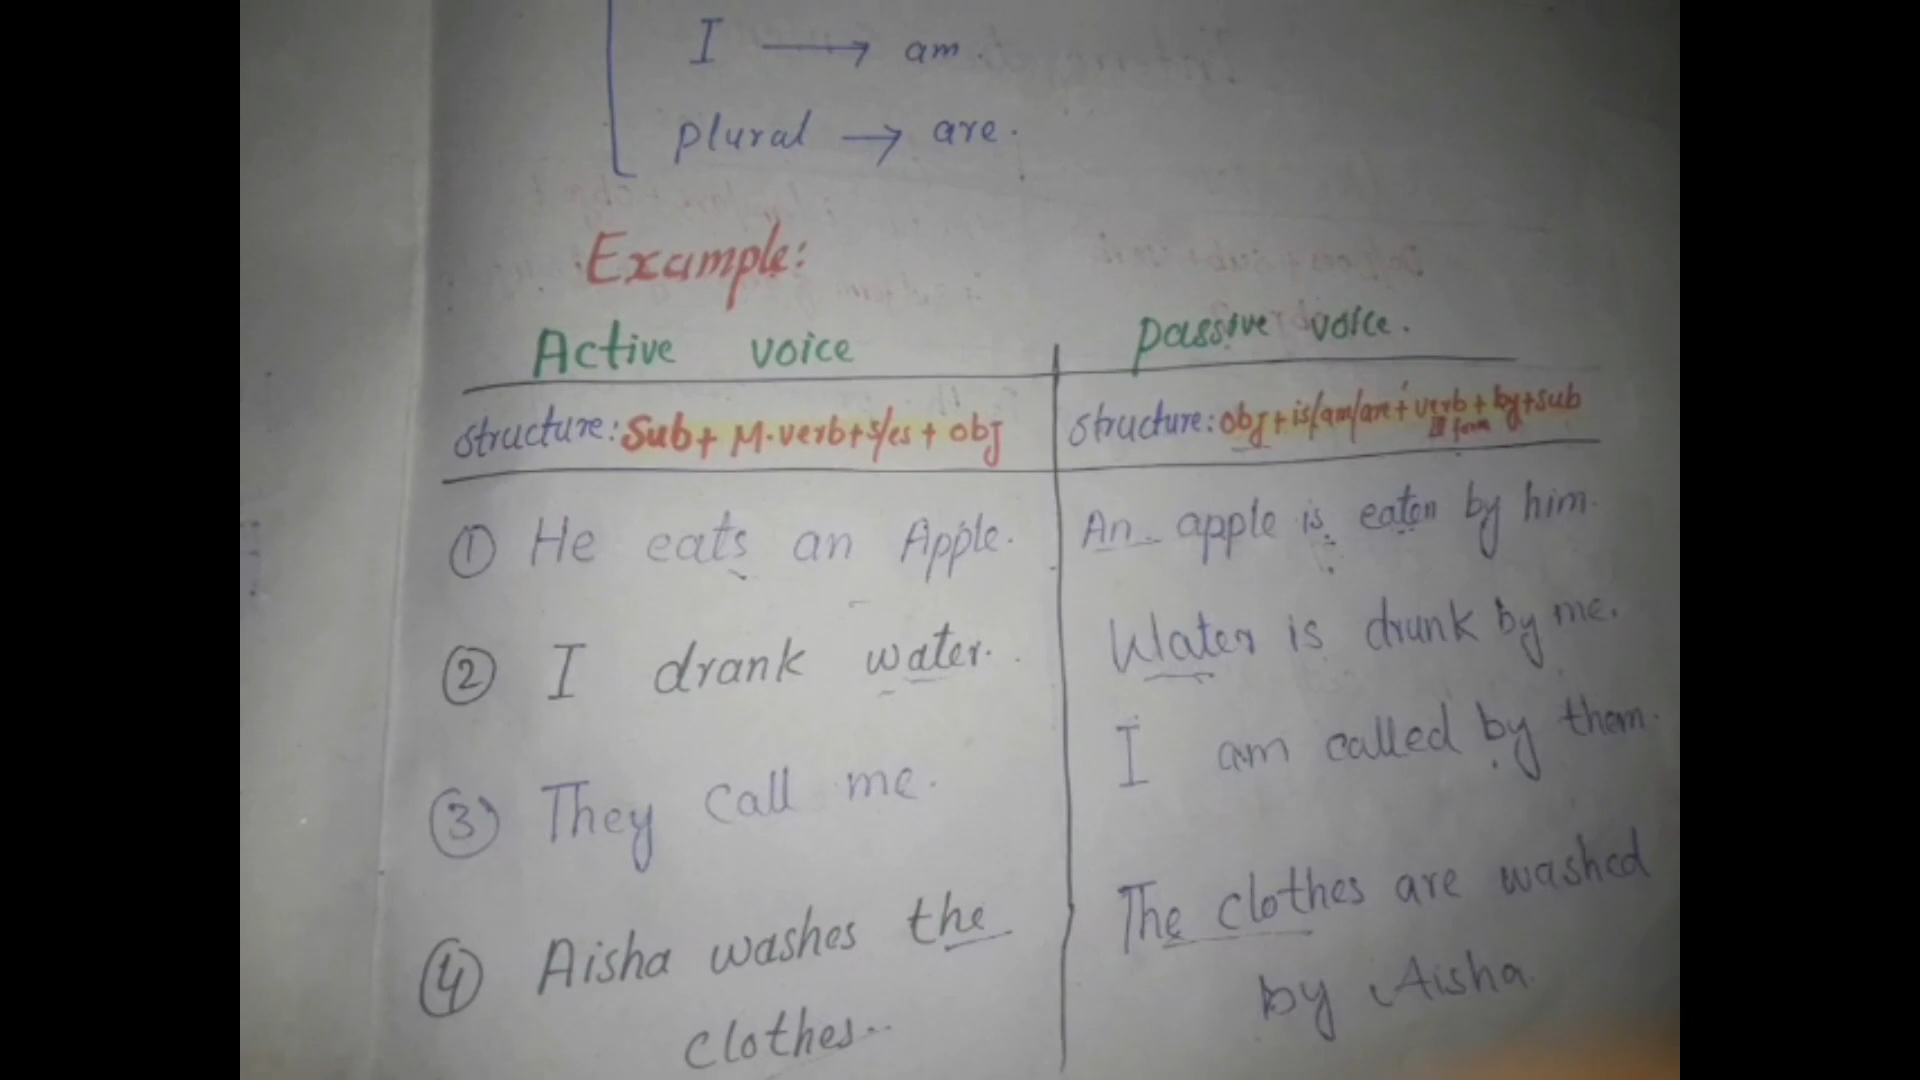 I → am.
plural → are.
Example:
Active voice
passive voice.
structure: Sub + M.verb+s/es + obj
structure: obj + is/am/are + verb + by + sub
III form
① He eats an Apple.
An apple is eaten by him.
② I drank water.
Water is drunk by me.
③ They call me.
I am called by them.
④ Aisha washes the
clothes..
The clothes are washed
by Aisha.